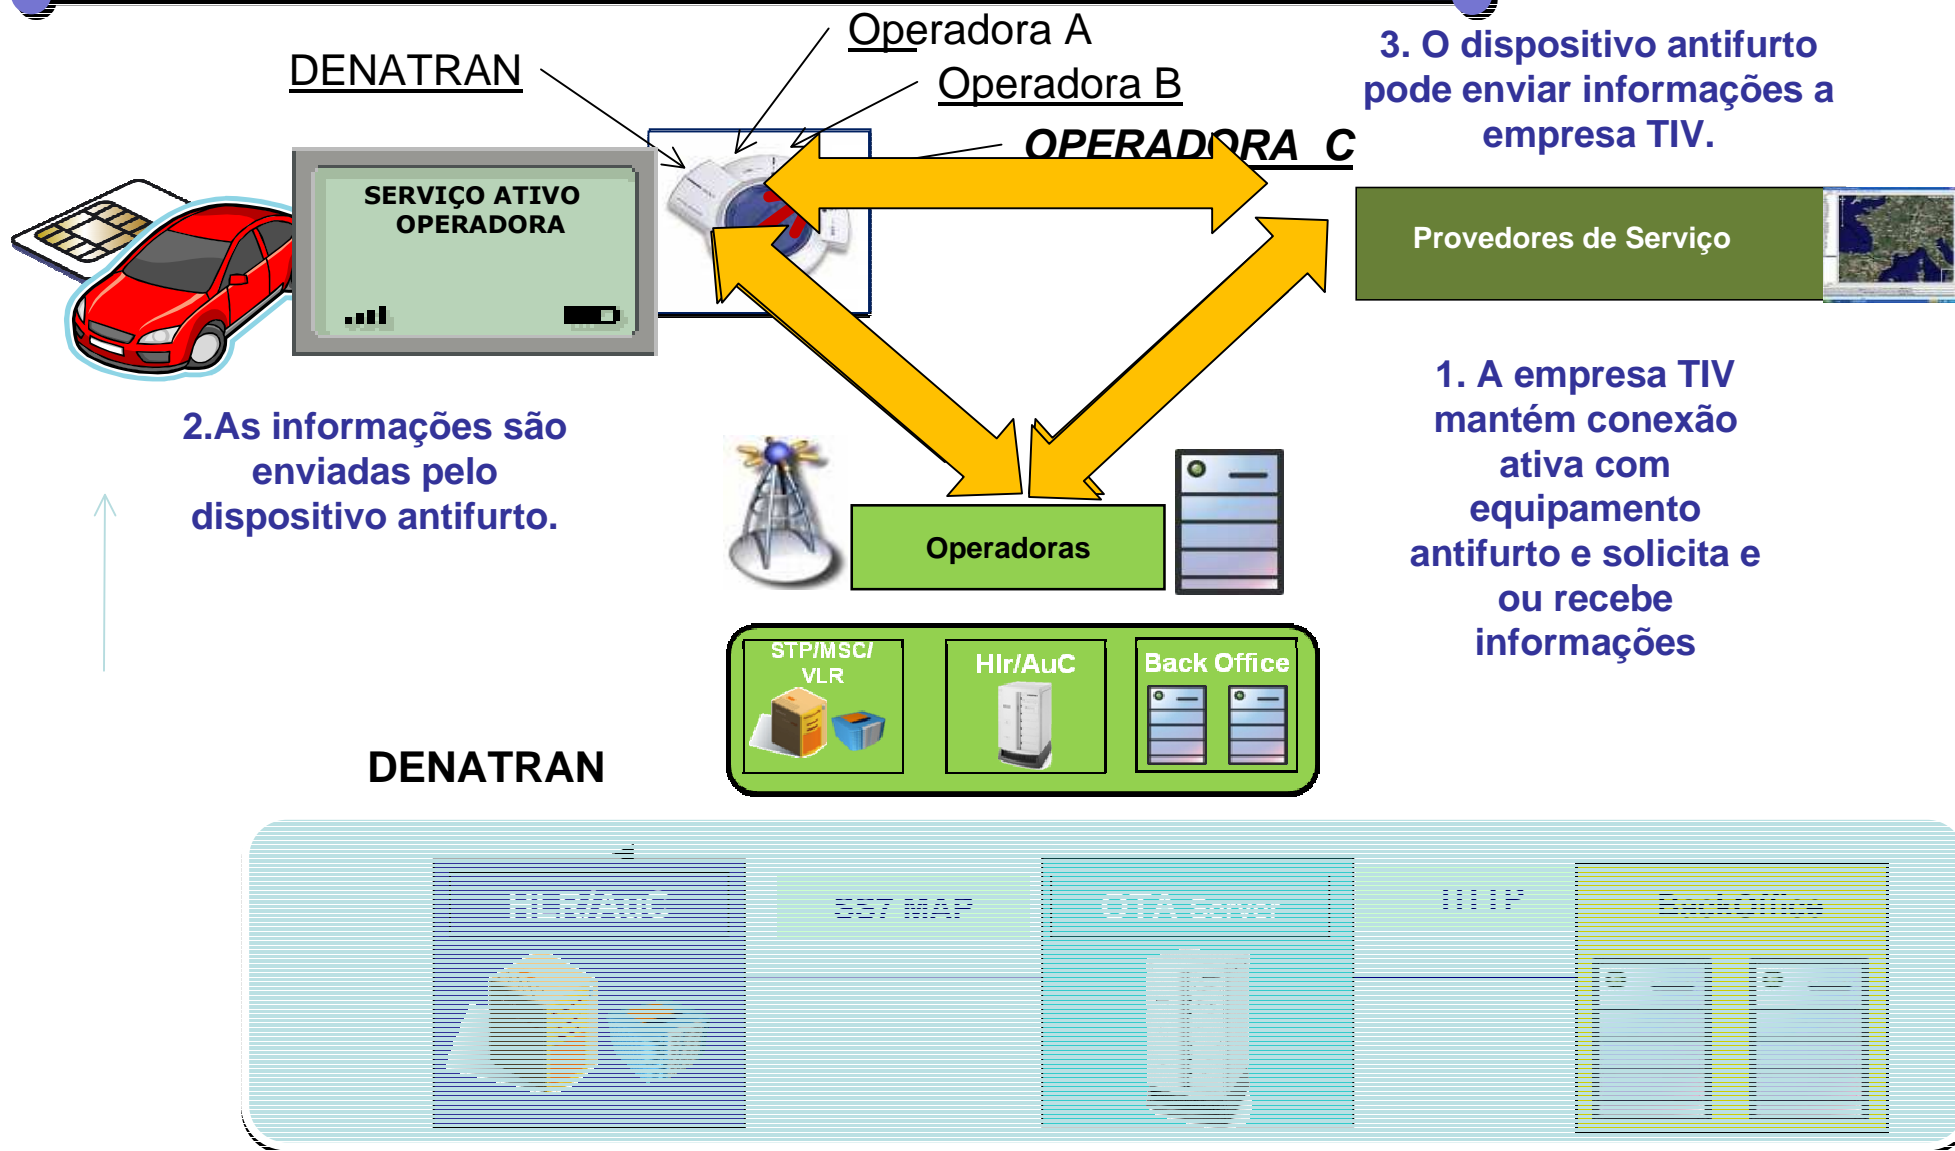 Operadora A
DENATRAN
Operadora B
OPERADORA C
3. O dispositivo antifurto
pode enviar informações a
empresa TIV.
SERVIÇO ATIVO
OPERADORA
Provedores de Serviço
1. A empresa TIV
mantém conexão
ativa com
equipamento
antifurto e solicita e
ou recebe
informações
2.As informações são
enviadas pelo
dispositivo antifurto.
Operadoras
STP/MSC/
VLR
Hlr/AuC
Back Office
DENATRAN
HLR/AuC
SS7 MAP
OTA Server
HTTP
BackOffice